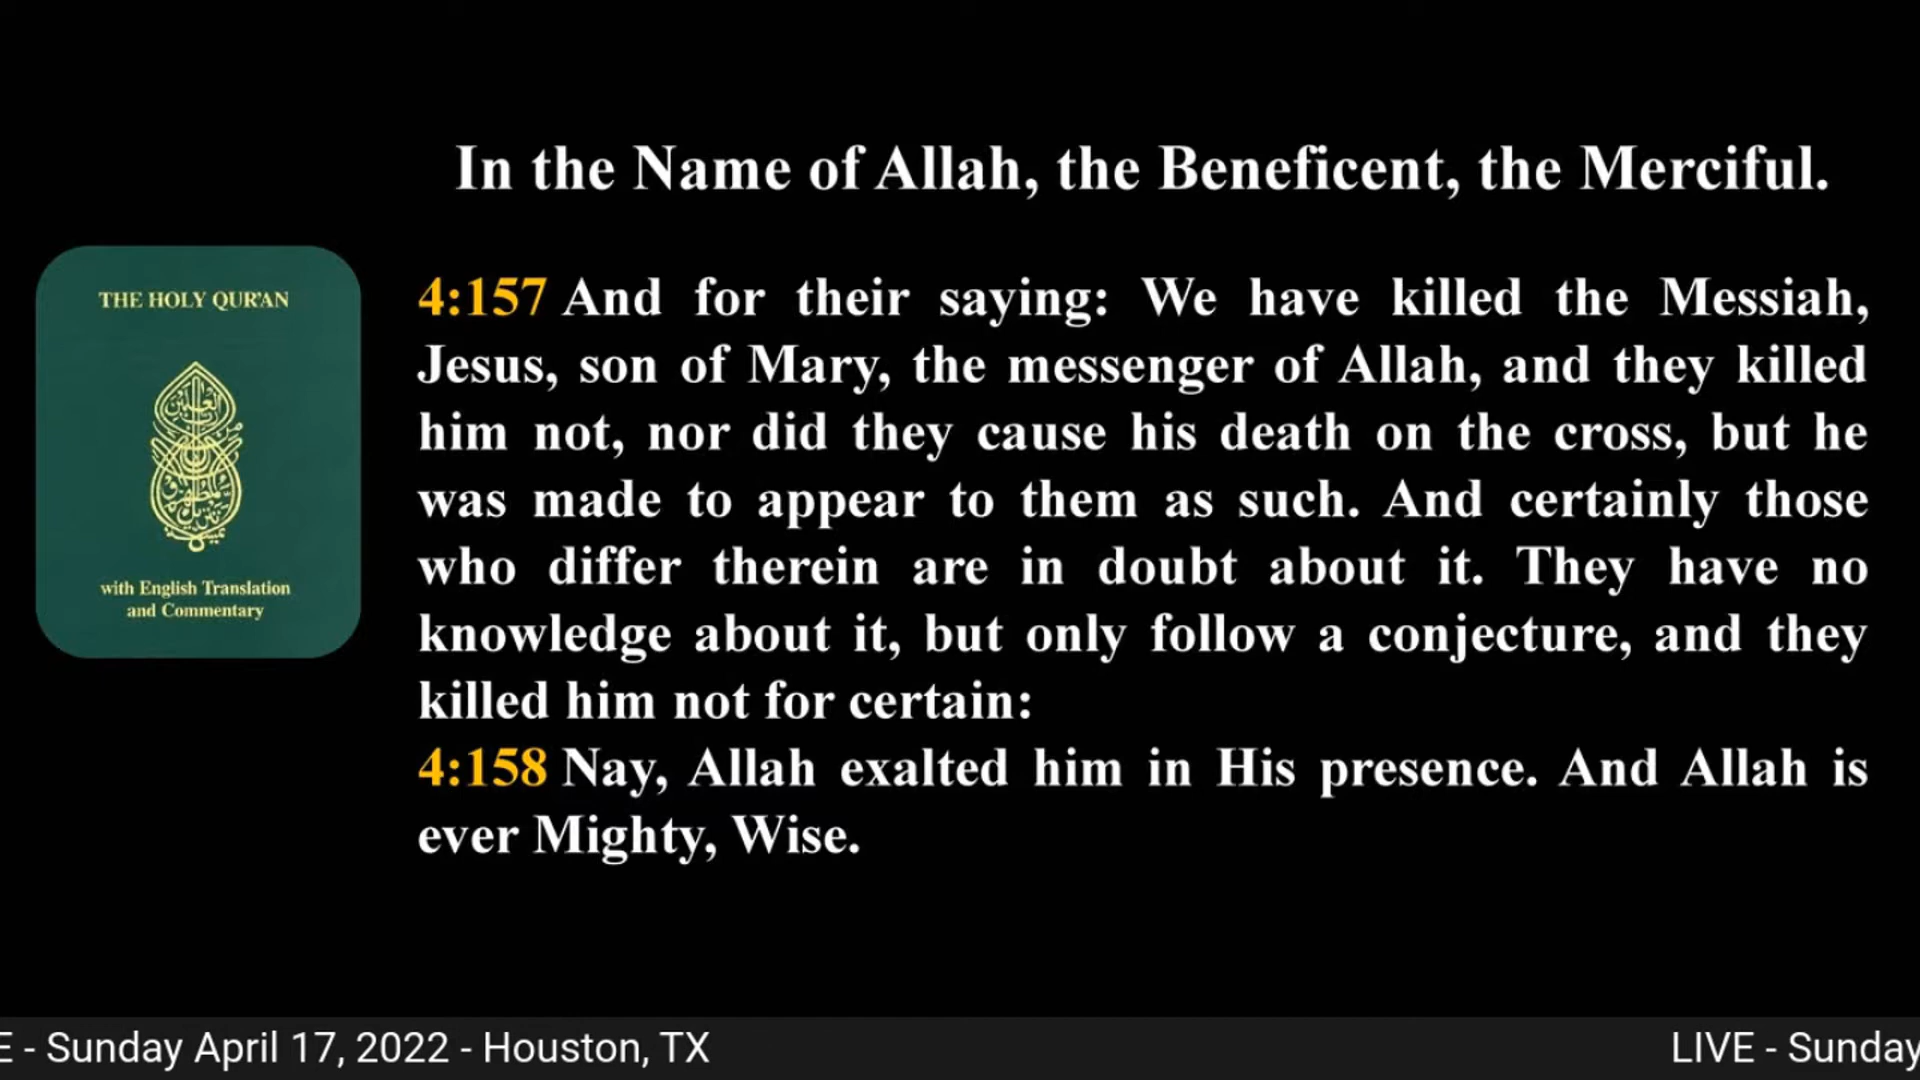 In the Name of Allah, the Beneficent, the Merciful.
THE HOLY QUR'AN
with English Translation
and Commentary
4:157 And for their saying: We have killed the Messiah,
Jesus, son of Mary, the messenger of Allah, and they killed
him not, nor did they cause his death on the cross, but he
was made to appear to them as such. And certainly those
who differ therein are in doubt about it. They have no
knowledge about it, but only follow a conjecture, and they
killed him not for certain:
4:158 Nay, Allah exalted him in His presence. And Allah is
ever Mighty, Wise.
E - Sunday April 17, 2022 - Houston, TX
LIVE - Sunday